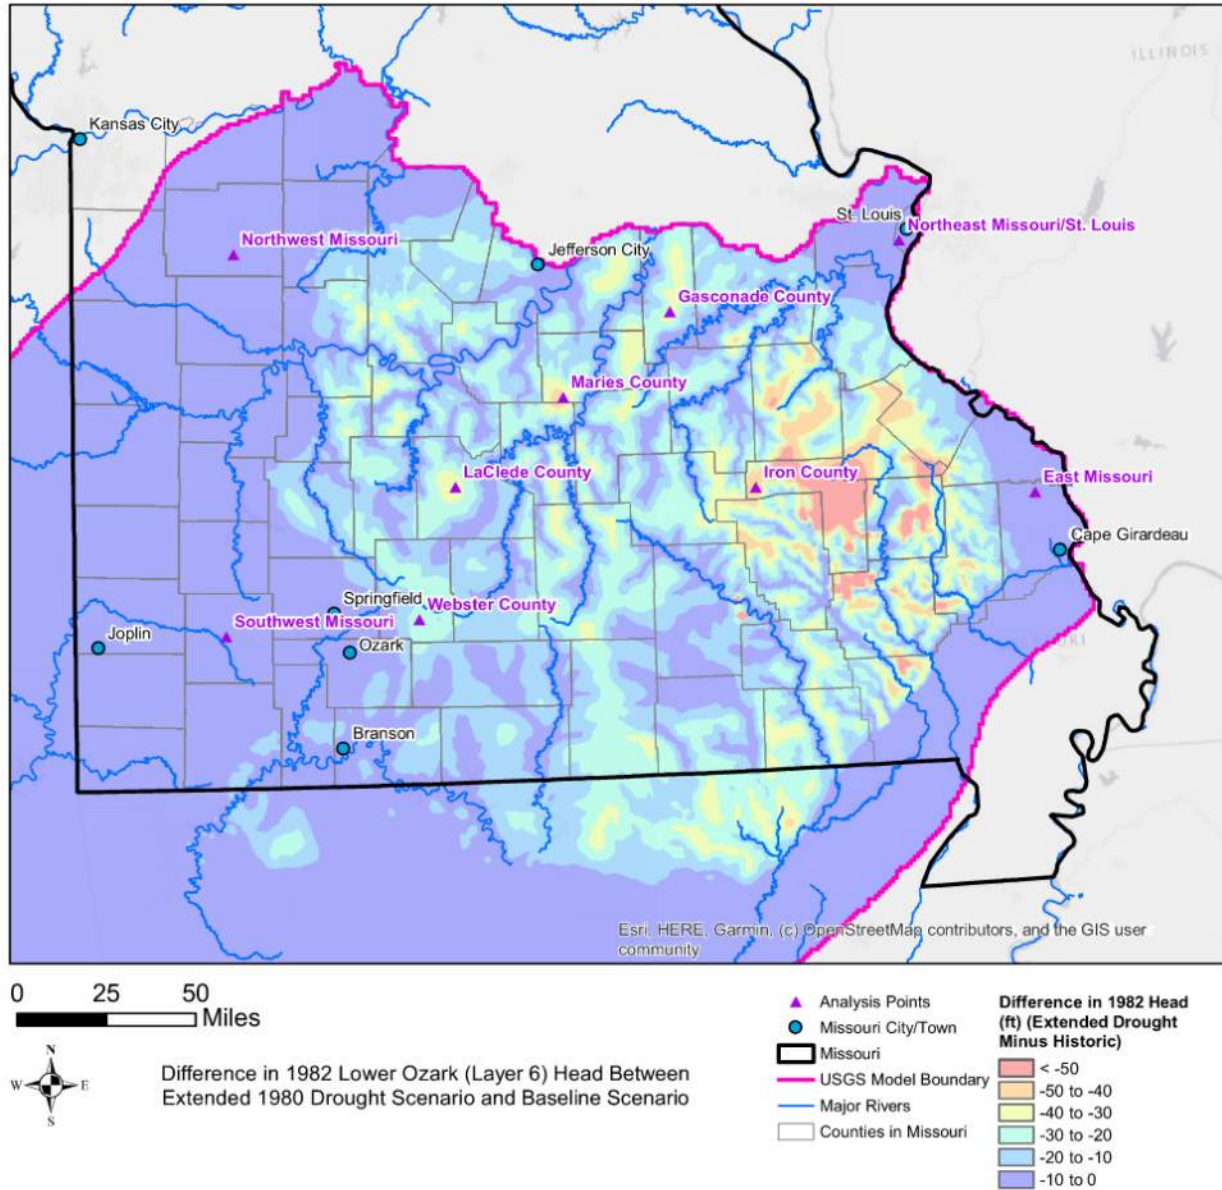 ILLINOIS
Kansas City
St. Louis
Northeast Missouri/St. Louis
Northwest Missouri
Jefferson City
Gasconade County
Maries County
LaClede County
Iron County
East Missouri
Cape Girardeau
Springfield
Webster County
Southwest Missouri
Joplin
Ozark
URI
Branson
Esri, HERE, Garmin, (c) OpenStreetMap contributors, and the GIS user
community
0 25 50
Miles
N
W E
S
Difference in 1982 Lower Ozark (Layer 6) Head Between
Extended 1980 Drought Scenario and Baseline Scenario
Analysis Points
Missouri City/Town
Missouri
USGS Model Boundary
Major Rivers
Counties in Missouri
Difference in 1982 Head
(ft) (Extended Drought
Minus Historic)
< -50
-50 to -40
-40 to -30
-30 to -20
-20 to -10
-10 to 0